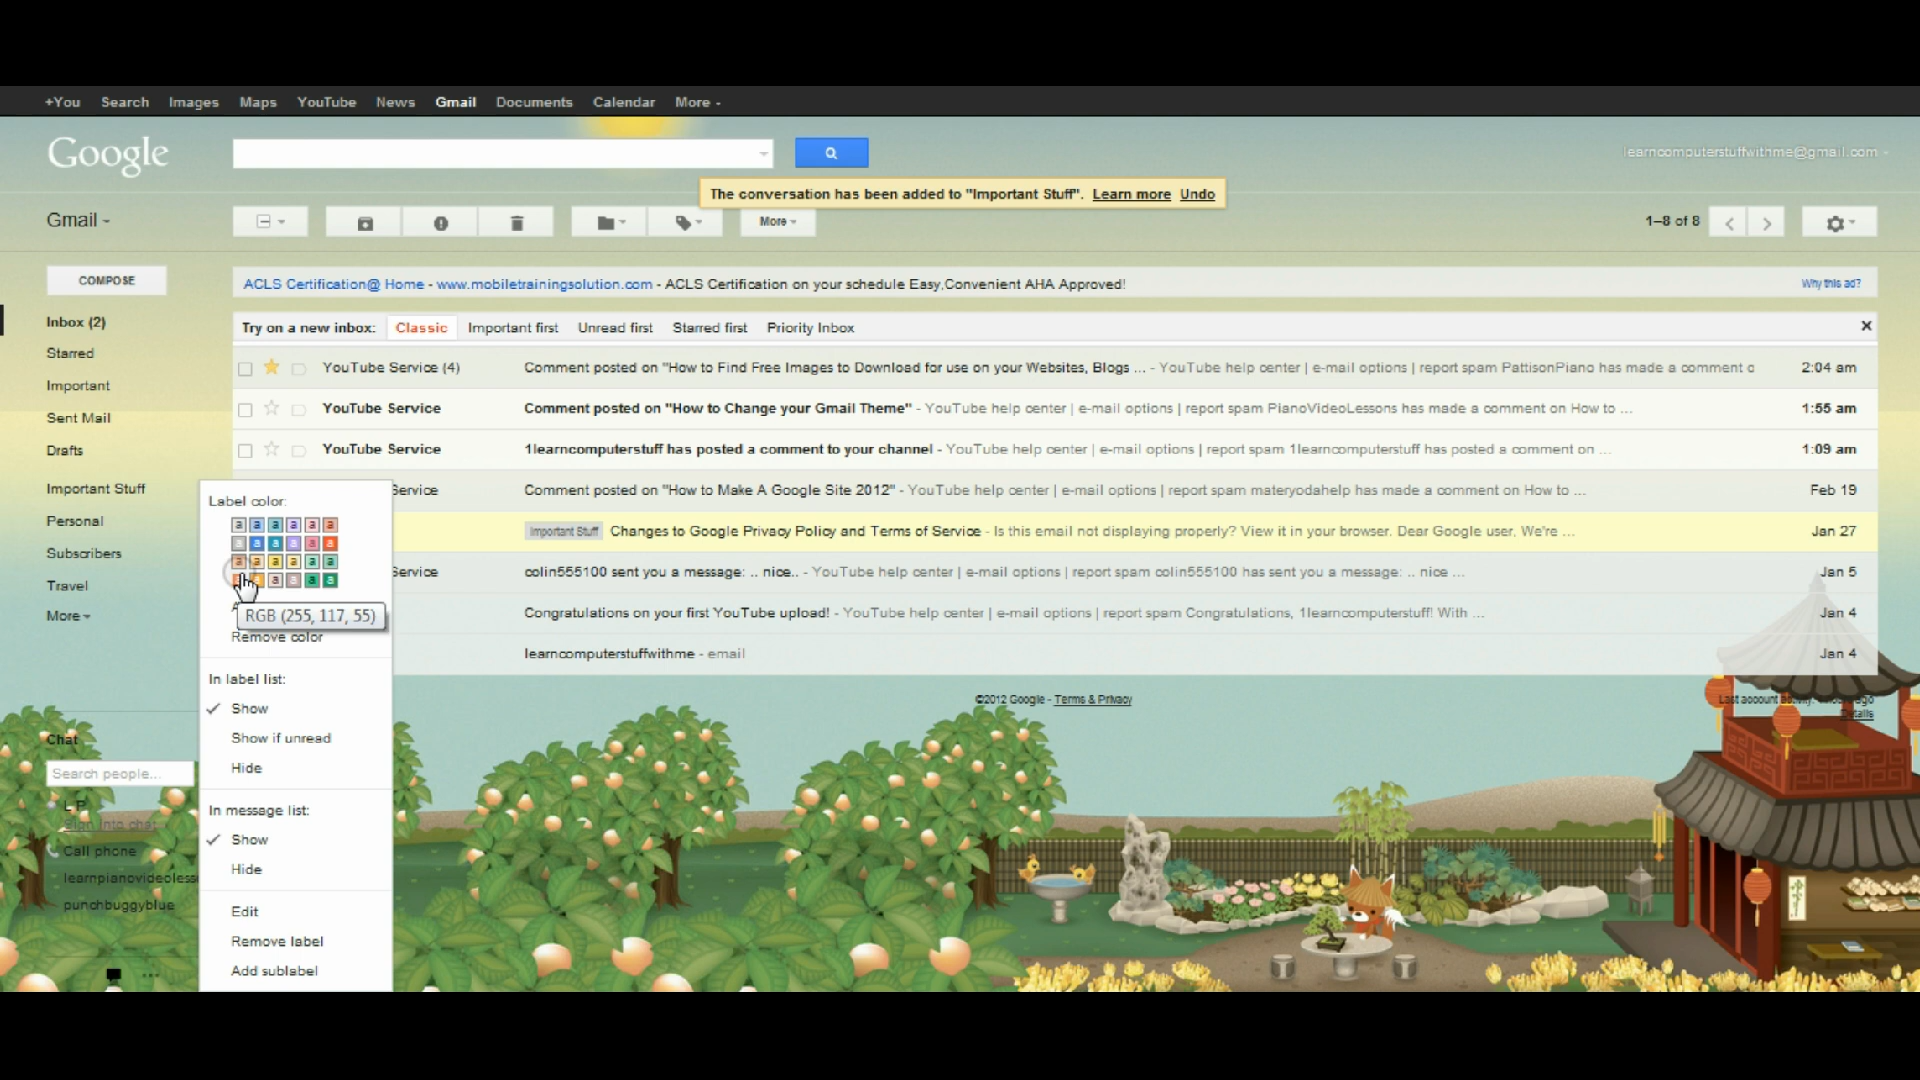 +You Search Images Maps YouTube News Gmail Documents Calendar More
Google
learncomputerstuffwithme@gmail.com
The conversation has been added to "Important Stuff". Learn more Undo
Gmail
More
1–8 of 8
COMPOSE
ACLS Certification@ Home - www.mobiletrainingsolution.com - ACLS Certification on your schedule Easy,Convenient AHA Approved!
Why this ad?
Inbox (2)
Try on a new inbox: Classic Important first Unread first Starred first Priority Inbox
Starred
YouTube Service (4) Comment posted on "How to Find Free Images to Download for use on your Websites, Blogs ... - YouTube help center | e-mail options | report spam PattisonPiano has made a comment o 2:04 am
Important
YouTube Service Comment posted on "How to Change your Gmail Theme" - YouTube help center | e-mail options | report spam PianoVideoLessons has made a comment on How to ... 1:55 am
Sent Mail
Drafts
YouTube Service 1learncomputerstuff has posted a comment to your channel - YouTube help center | e-mail options | report spam 1learncomputerstuff has posted a comment on ... 1:09 am
Important Stuff
Service Comment posted on "How to Make A Google Site 2012" - YouTube help center | e-mail options | report spam materyodahelp has made a comment on How to ... Feb 19
Personal
Important Stuff Changes to Google Privacy Policy and Terms of Service - Is this email not displaying properly? View it in your browser. Dear Google user, We're ... Jan 27
Subscribers
Service colin555100 sent you a message: .. nice.. - YouTube help center | e-mail options | report spam colin555100 has sent you a message: .. nice ... Jan 5
Travel
Congratulations on your first YouTube upload! - YouTube help center | e-mail options | report spam Congratulations, 1learncomputerstuff! With ... Jan 4
More
learncomputerstuffwithme - email Jan 4
Label color:
a a a a a a
a a a a a a
a a a a a a
a a a a a
RGB (255, 117, 55)
Remove color
In label list:
Show
Show if unread
Hide
In message list:
Show
Hide
Edit
Remove label
Add sublabel
©2012 Google - Terms & Privacy
Last account
Details
Chat
Search people...
L P
Sign into chat
Call phone
learnpianovideolesso
punchbuggyblue